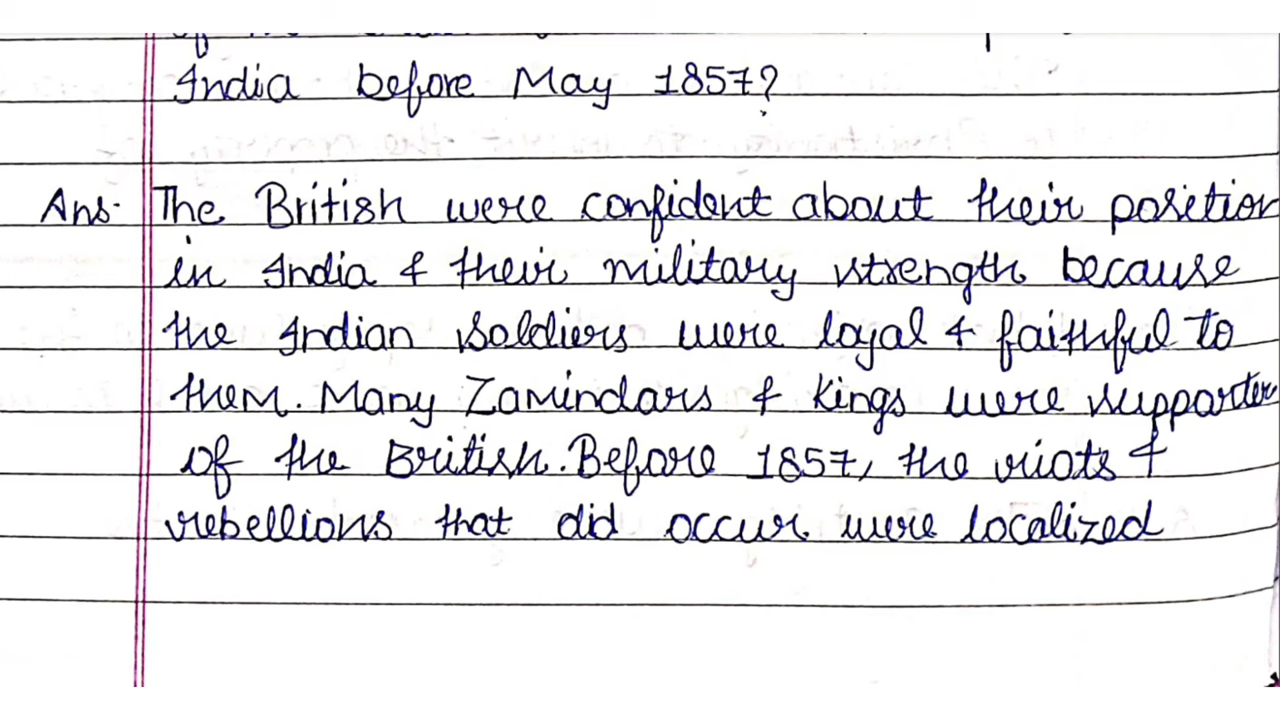 India before May 1857?
Ans. The British were confident about their position
in India & their military strength because
the Indian soldiers were loyal & faithful to
them. Many Zamindars & kings were supporter
of the British. Before 1857, the riots &
rebellions that did occur were localized